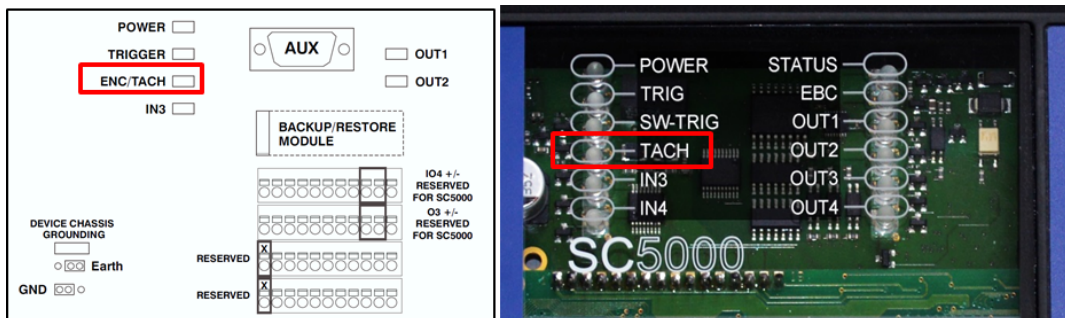 POWER
TRIGGER
ENC/TACH
IN3
AUX
OUT1
OUT2
BACKUP/RESTORE
MODULE
IO4 +/-
RESERVED
FOR SC5000
O3 +/-
RESERVED
FOR SC5000
DEVICE CHASSIS
GROUNDING
Earth
GND
X
RESERVED
X
RESERVED
POWER
TRIG
SW-TRIG
TACH
IN3
IN4
STATUS
EBC
OUT1
OUT2
OUT3
OUT4
SC5000